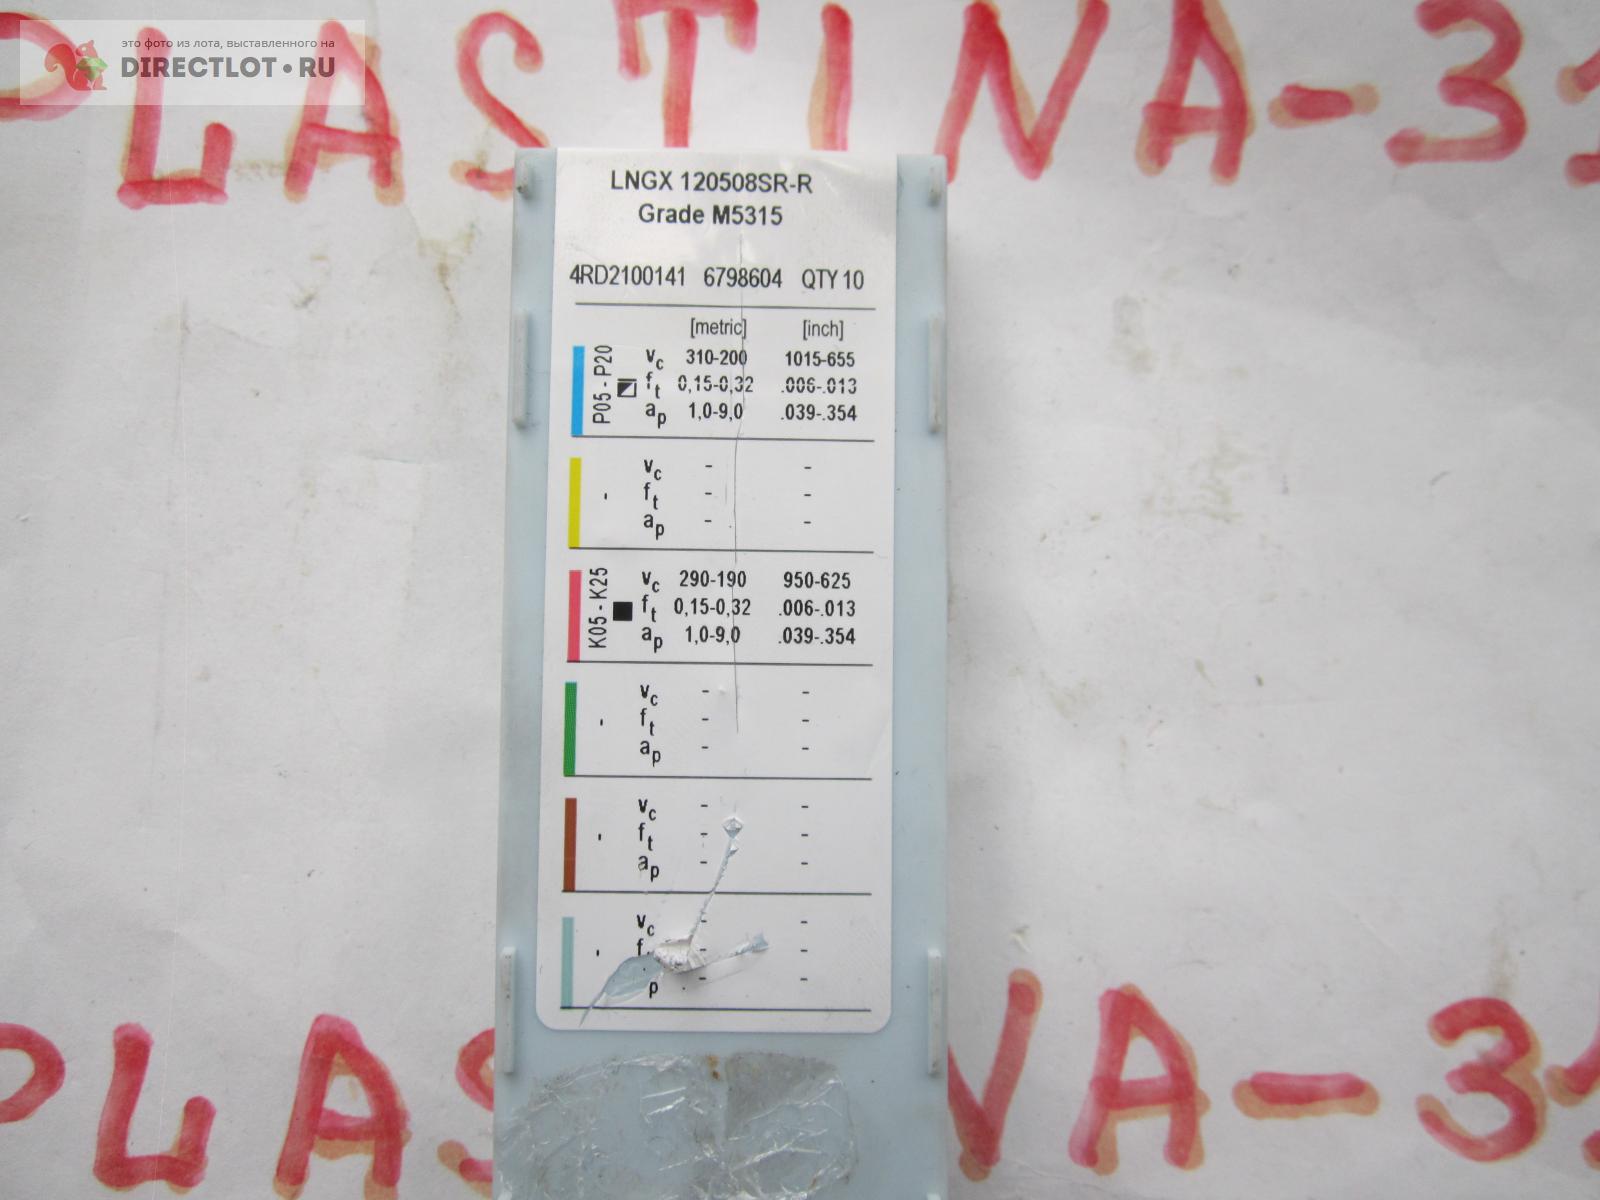 это фото из лота, выставленного на
DIRECTLOT•RU
PLASTINA-31
LNGX 120508SR-R
Grade M5315
4RD2100141 6798604 QTY 10
[metric] [inch]
P05 - P20
vc 310-200 1015-655
ft 0,15-0,32 .006-.013
ap 1,0-9,0 .039-.354
vc - -
ft - -
ap - -
K05 - K25
vc 290-190 950-625
ft 0,15-0,32 .006-.013
ap 1,0-9,0 .039-.354
vc - -
ft - -
ap - -
vc - -
ft - -
ap - -
vc - -
f - -
p - -
PLAS NA-31